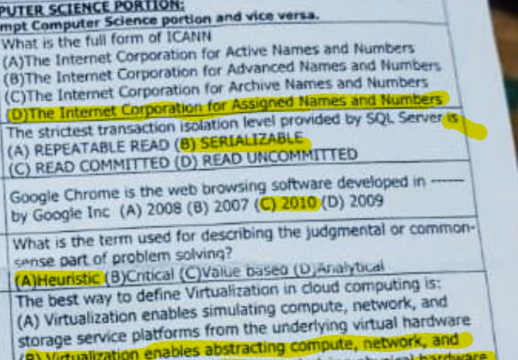 PUTER SCIENCE PORTION:
mpt Computer Science portion and vice versa.
What is the full form of ICANN
(A)The Internet Corporation for Active Names and Numbers
(B)The Internet Corporation for Advanced Names and Numbers
(C)The Internet Corporation for Archive Names and Numbers
(D)The Internet Corporation for Assigned Names and Numbers
The strictest transaction isolation level provided by SQL Server is
(A) REPEATABLE READ (B) SERIALIZABLE
(C) READ COMMITTED (D) READ UNCOMMITTED
Google Chrome is the web browsing software developed in -------
by Google Inc (A) 2008 (B) 2007 (C) 2010 (D) 2009
What is the term used for describing the judgmental or common-
sense part of problem solving?
(A)Heuristic (B)Critical (C)Value based (D)Analytical
The best way to define Virtualization in cloud computing is:
(A) Virtualization enables simulating compute, network, and
storage service platforms from the underlying virtual hardware
(B) Virtualization enables abstracting compute, network, and
hardware